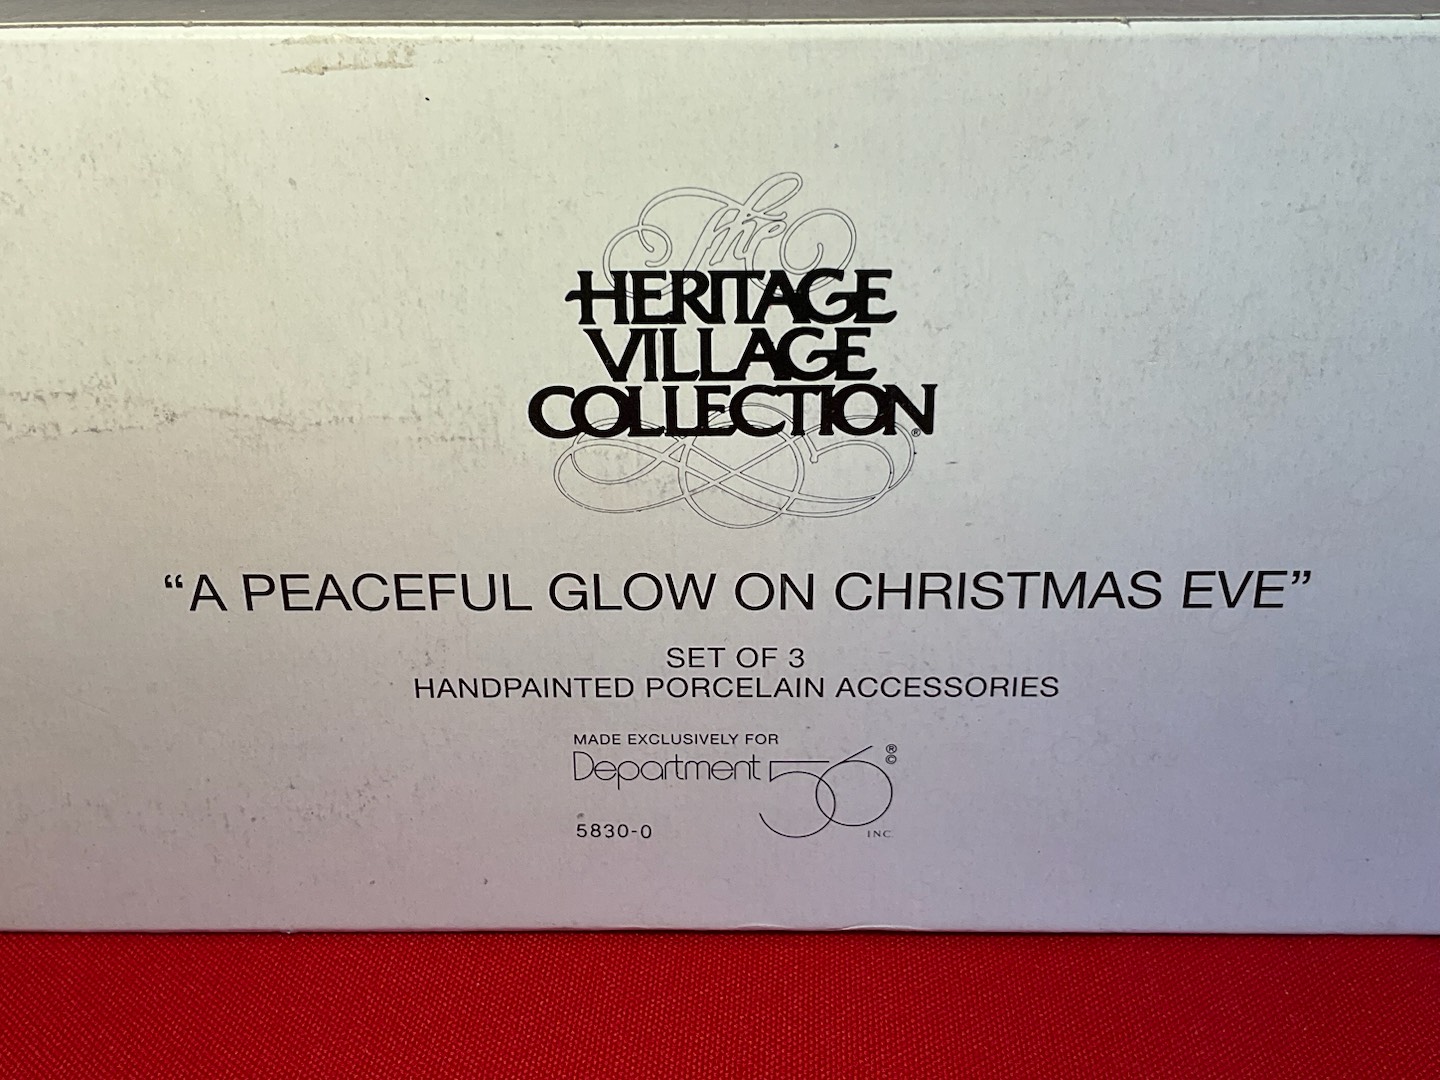 The
HERITAGE
VILLAGE
COLLECTION®
“A PEACEFUL GLOW ON CHRISTMAS EVE”
SET OF 3
HANDPAINTED PORCELAIN ACCESSORIES
MADE EXCLUSIVELY FOR
Department 56 ® ©
5830-0 INC.